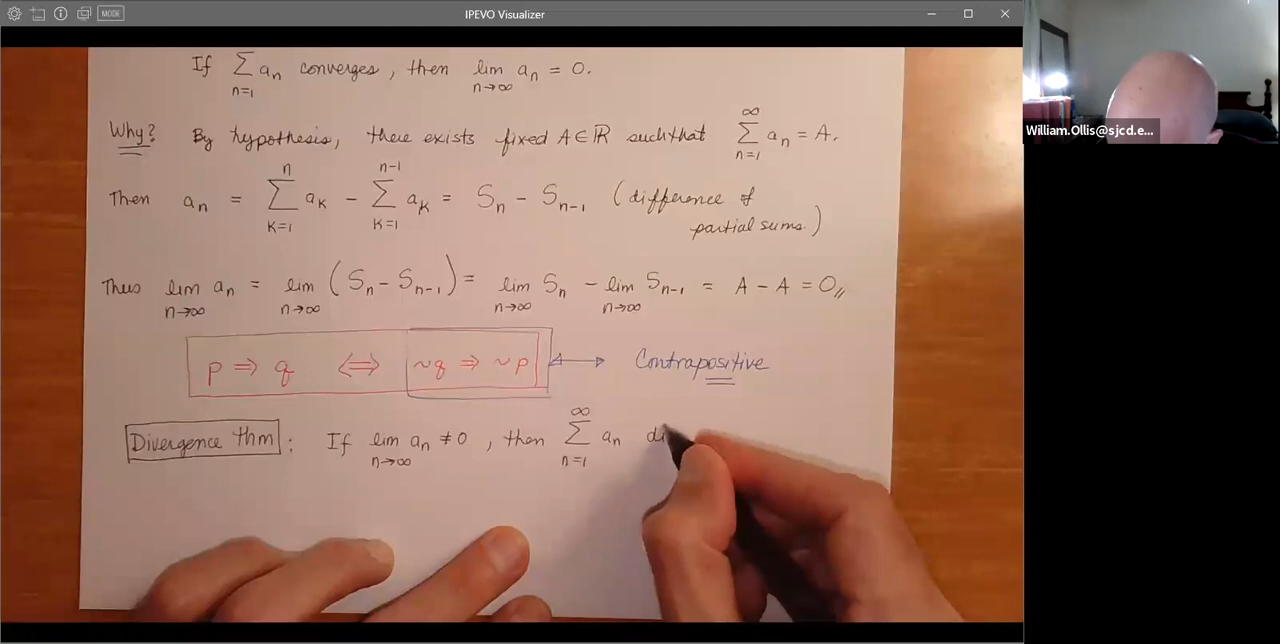 MODE
IPEVO Visualizer
If ∑ aₙ converges, then lim aₙ = 0.
n=1 n→∞
William.Ollis@sjcd.e...
Why? By hypothesis, there exists fixed A∈ℝ such that ∑ aₙ = A.
∞
n=1
Then aₙ = ∑ aₖ − ∑ aₖ = Sₙ − Sₙ₋₁ (difference of
n n-1
K=1 K=1
partial sums.)
Thus lim aₙ = lim (Sₙ − Sₙ₋₁) = lim Sₙ − lim Sₙ₋₁ = A − A = 0 //
n→∞ n→∞ n→∞ n→∞
p ⇒ q ⇔ ~q ⇒ ~p Contrapositive
Divergence thm : If lim aₙ ≠ 0, then ∑ aₙ di
∞
n→∞ n=1